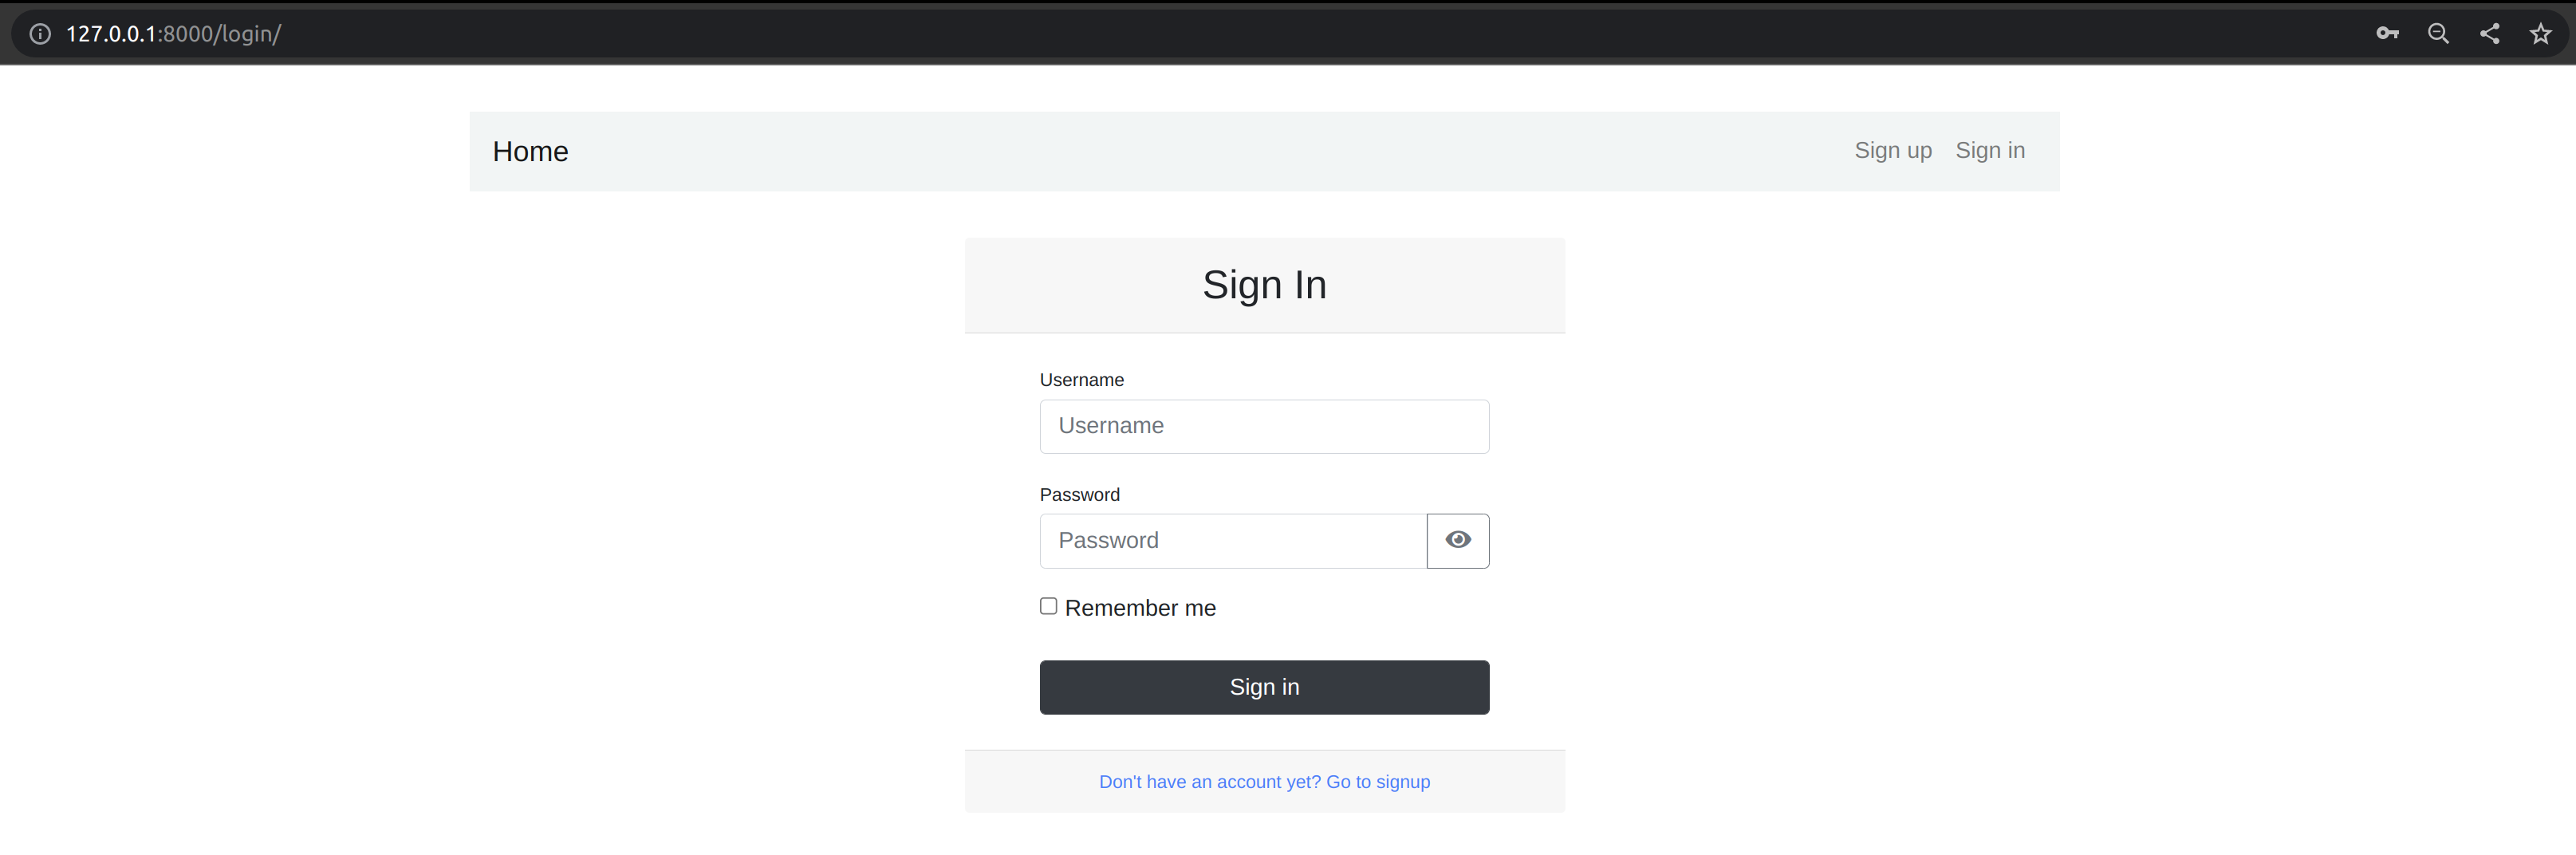 127.0.0.1:8000/login/
Home
Sign up
Sign in
Sign In
Username
Username
Password
Password
Remember me
Sign in
Don't have an account yet? Go to signup